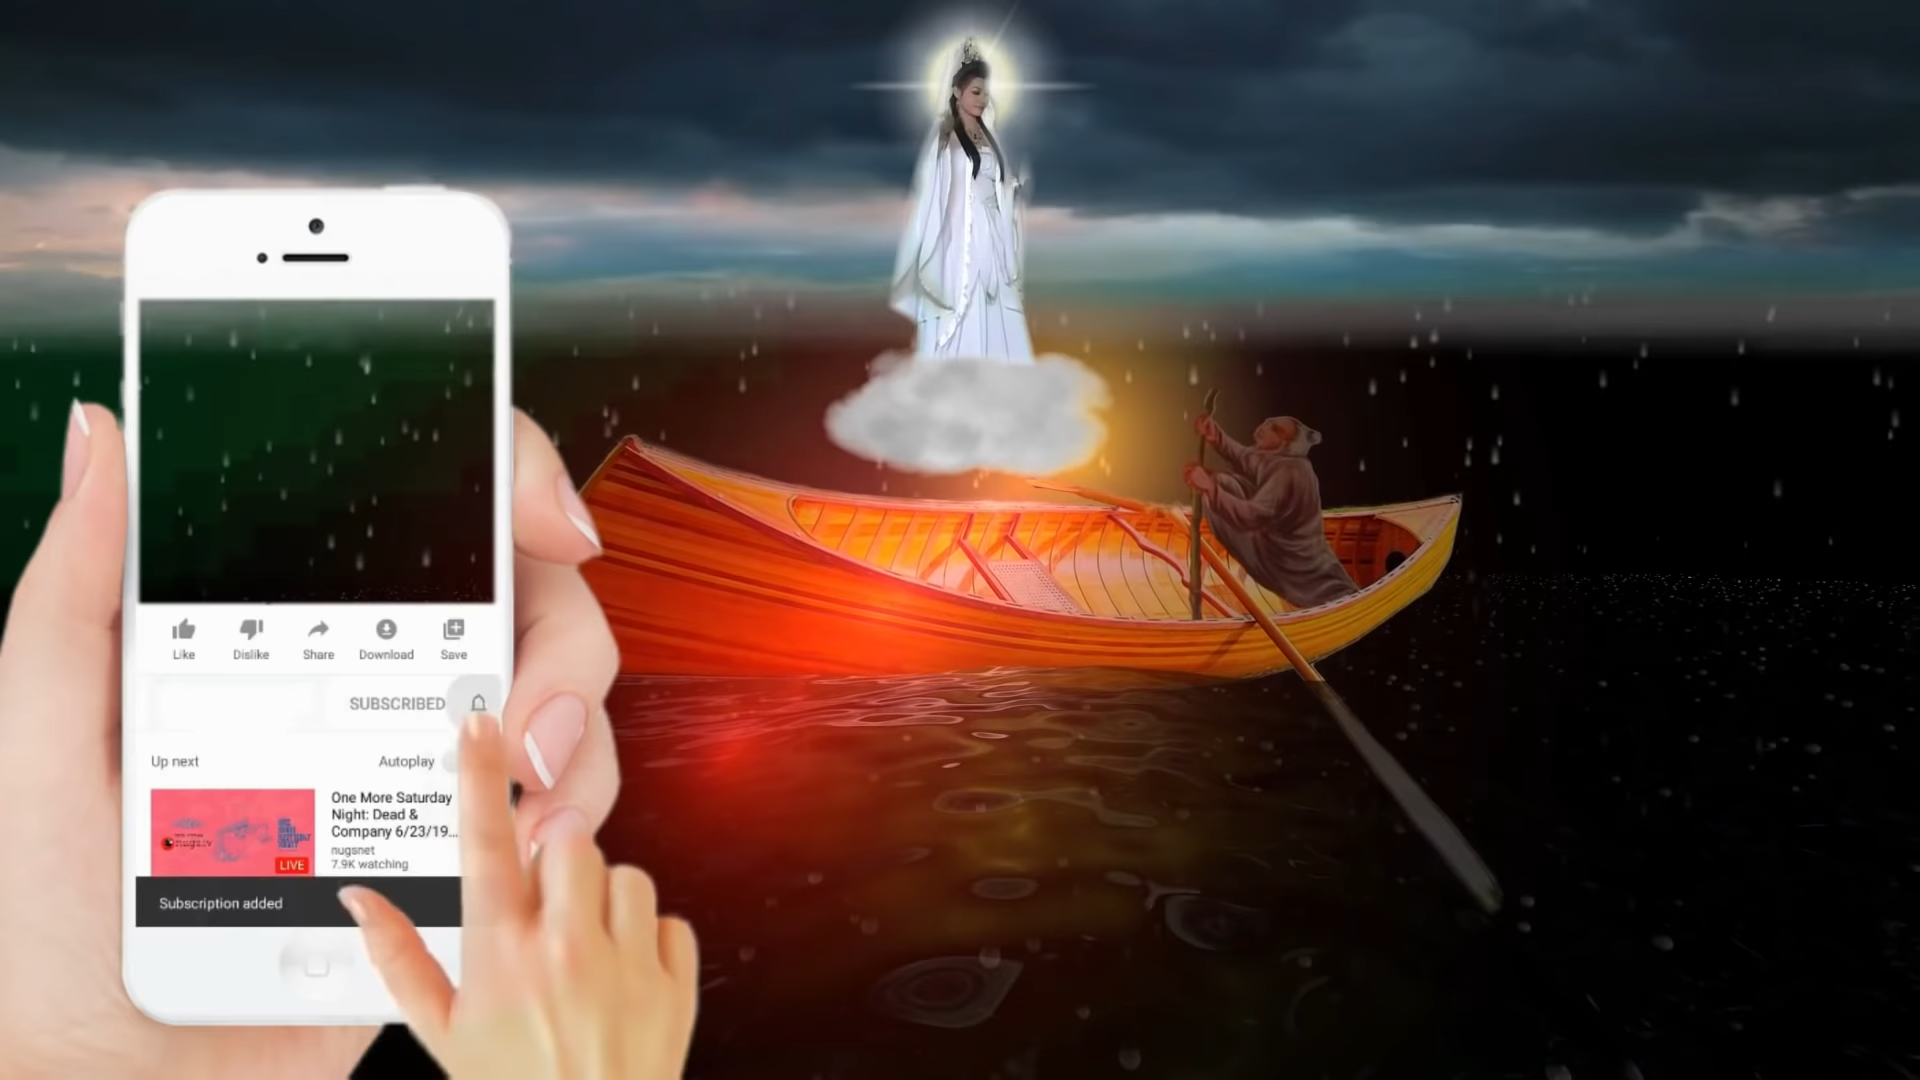 Like
Dislike
Share
Download
Save
SUBSCRIBED
Up next
Autoplay
One More Saturday
Night: Dead &
Company 6/23/19...
nugsnet
7.9K watching
LIVE
Subscription added